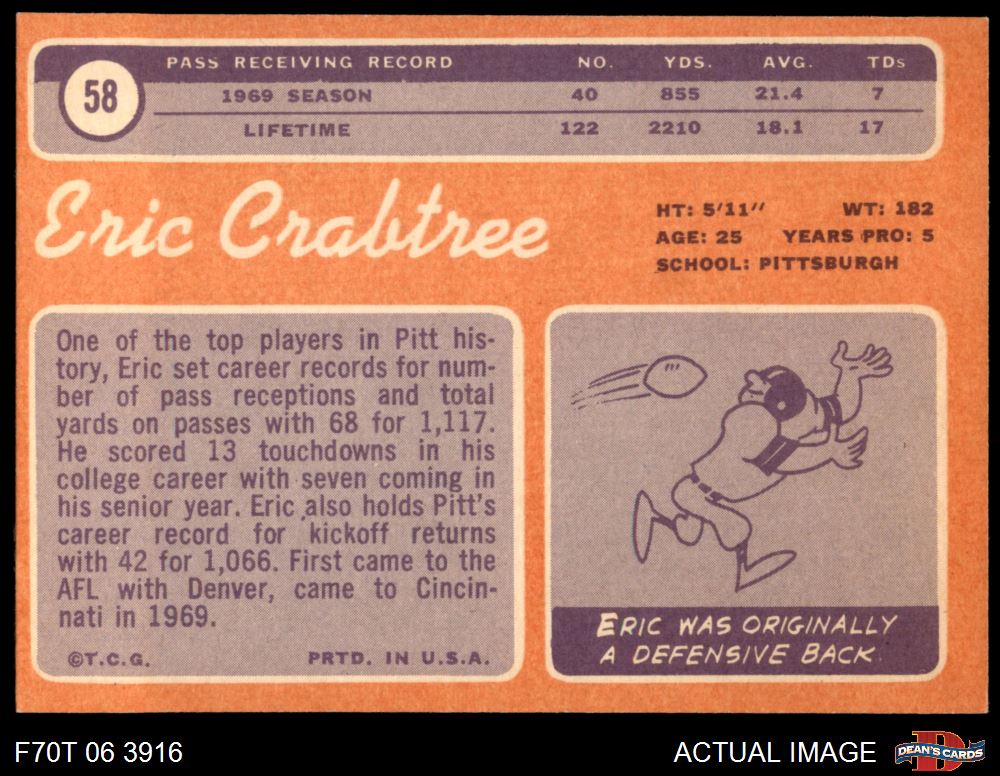 58
PASS RECEIVING RECORD NO. YDS. AVG. TDs
1969 SEASON 40 855 21.4 7
LIFETIME 122 2210 18.1 17
Eric Crabtree
HT: 5'11" WT: 182
AGE: 25 YEARS PRO: 5
SCHOOL: PITTSBURGH
One of the top players in Pitt his-
tory, Eric set career records for num-
ber of pass receptions and total
yards on passes with 68 for 1,117.
He scored 13 touchdowns in his
college career with seven coming in
his senior year. Eric also holds Pitt's
career record for kickoff returns
with 42 for 1,066. First came to the
AFL with Denver, came to Cincin-
nati in 1969.
©T.C.G. PRTD. IN U.S.A.
ERIC WAS ORIGINALLY
A DEFENSIVE BACK.
F70T 06 3916 ACTUAL IMAGE
DEAN'S CARDS